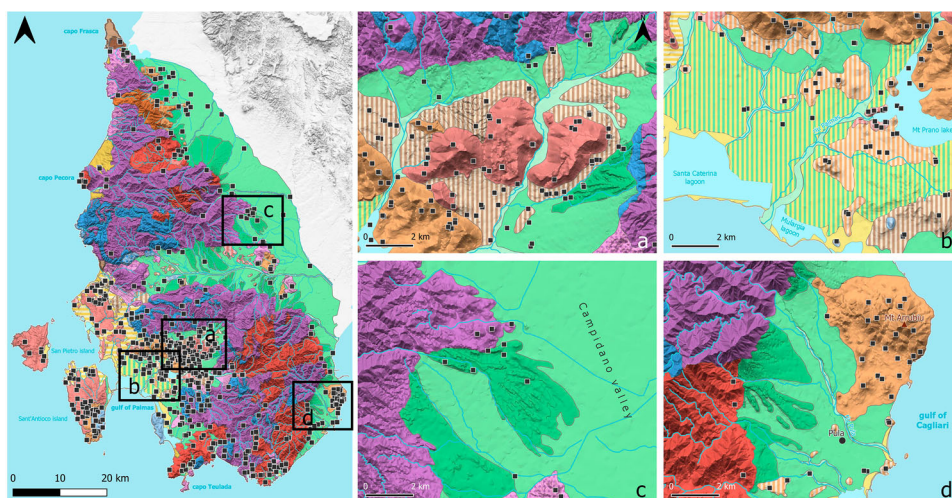 capo Frasca
capo Pecora
San Pietro island
Sant'Antioco Island
gulf of Palmas
capo Teulada
a
b
c
d
0 10 20 km
0 2 km
a
Santa Caterina
lagoon
Mulargia
lagoon
Mt Prano lake
0 2 km
b
Campidano valley
0 2 km
c
Pula
gulf of
Cagliari
0 2 km
d